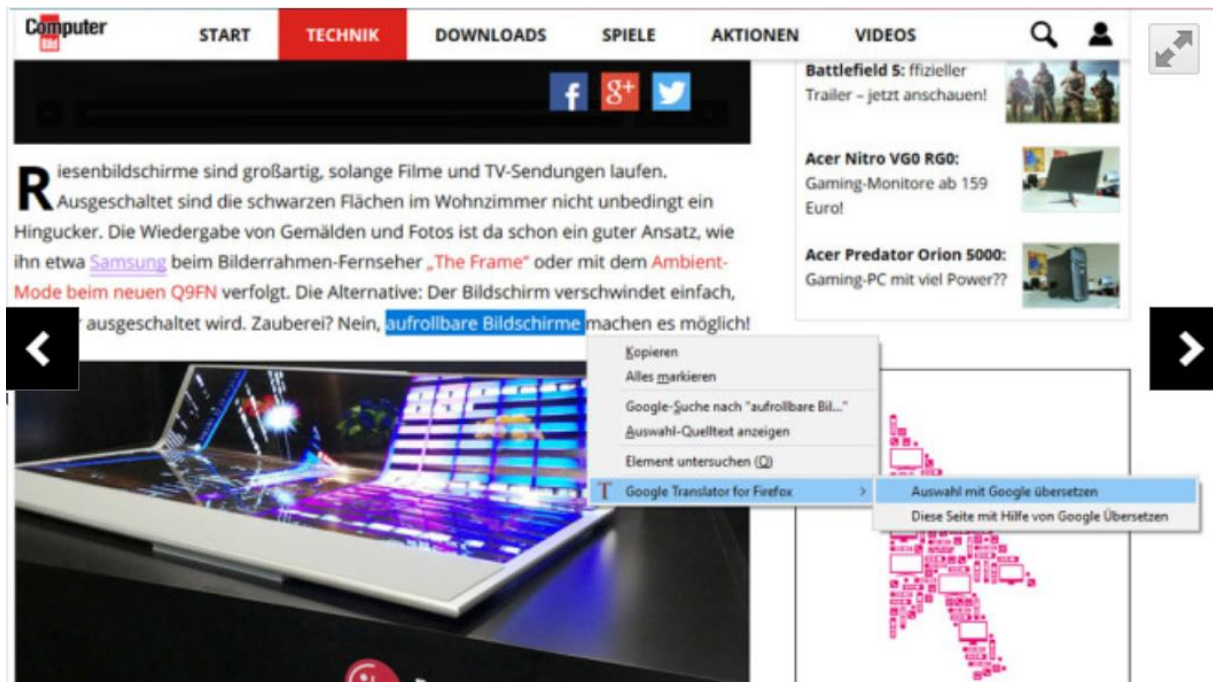 Computer
Bild
START TECHNIK DOWNLOADS SPIELE AKTIONEN VIDEOS
f g+
Riesenbildschirme sind großartig, solange Filme und TV-Sendungen laufen.
Ausgeschaltet sind die schwarzen Flächen im Wohnzimmer nicht unbedingt ein
Hingucker. Die Wiedergabe von Gemälden und Fotos ist da schon ein guter Ansatz, wie
ihn etwa Samsung beim Bilderrahmen-Fernseher „The Frame“ oder mit dem Ambient-
Mode beim neuen Q9FN verfolgt. Die Alternative: Der Bildschirm verschwindet einfach,
r ausgeschaltet wird. Zauberei? Nein, aufrollbare Bildschirme machen es möglich!
Battlefield 5: ffizieller
Trailer – jetzt anschauen!
Acer Nitro VG0 RG0:
Gaming-Monitore ab 159
Euro!
Acer Predator Orion 5000:
Gaming-PC mit viel Power??
Kopieren
Alles markieren
Google-Suche nach "aufrollbare Bil..."
Auswahl-Quelltext anzeigen
Element untersuchen (Q)
T Google Translator for Firefox >
Auswahl mit Google übersetzen
Diese Seite mit Hilfe von Google Übersetzen